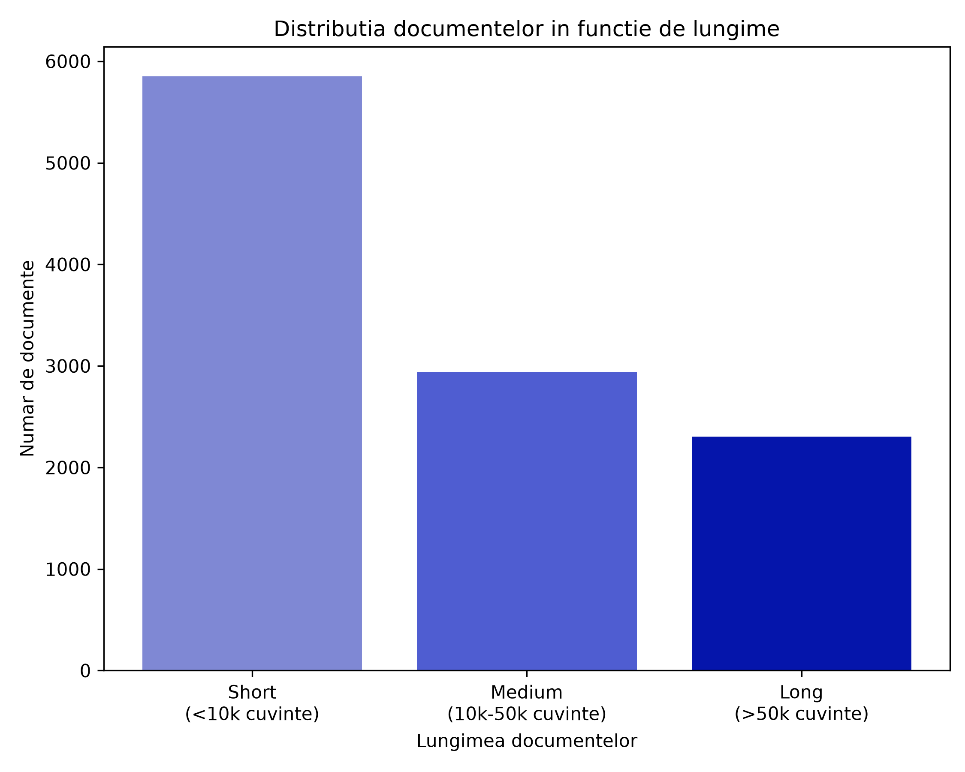 Distributia documentelor in functie de lungime
6000
5000
4000
3000
2000
1000
0
Numar de documente
Short
(<10k cuvinte)
Medium
(10k-50k cuvinte)
Long
(>50k cuvinte)
Lungimea documentelor